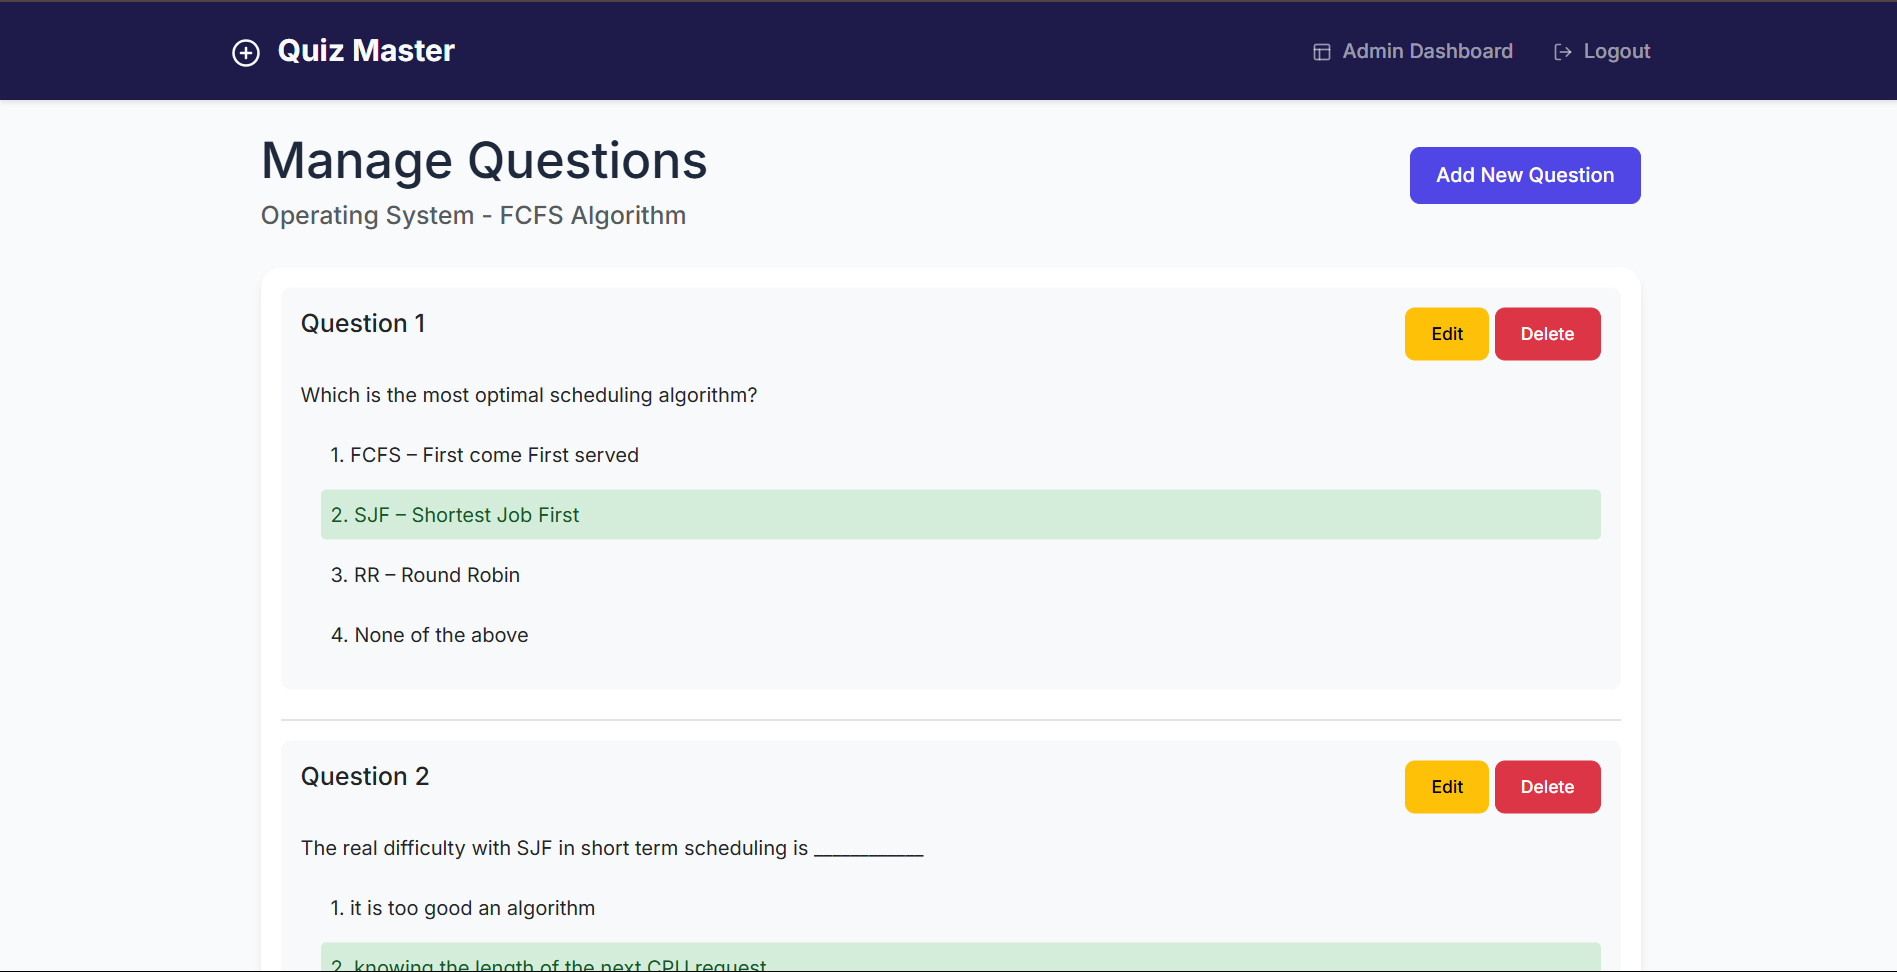 Quiz Master
Admin Dashboard
Logout
Manage Questions
Add New Question
Operating System - FCFS Algorithm
Question 1
Edit
Delete
Which is the most optimal scheduling algorithm?
1. FCFS – First come First served
2. SJF – Shortest Job First
3. RR – Round Robin
4. None of the above
Question 2
Edit
Delete
The real difficulty with SJF in short term scheduling is ____________
1. it is too good an algorithm
2. knowing the length of the next CPU request